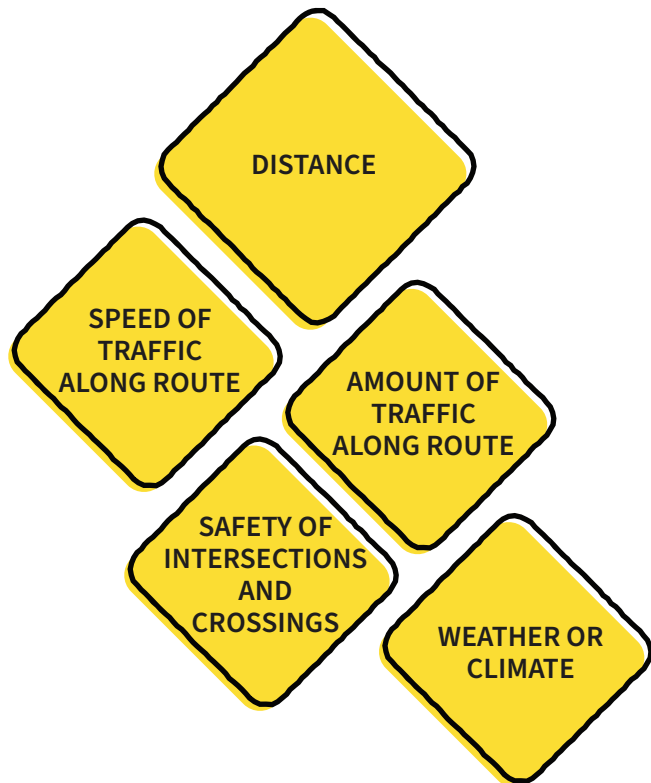 DISTANCE
SPEED OF
TRAFFIC
ALONG ROUTE
AMOUNT OF
TRAFFIC
ALONG ROUTE
SAFETY OF
INTERSECTIONS
AND
CROSSINGS
WEATHER OR
CLIMATE